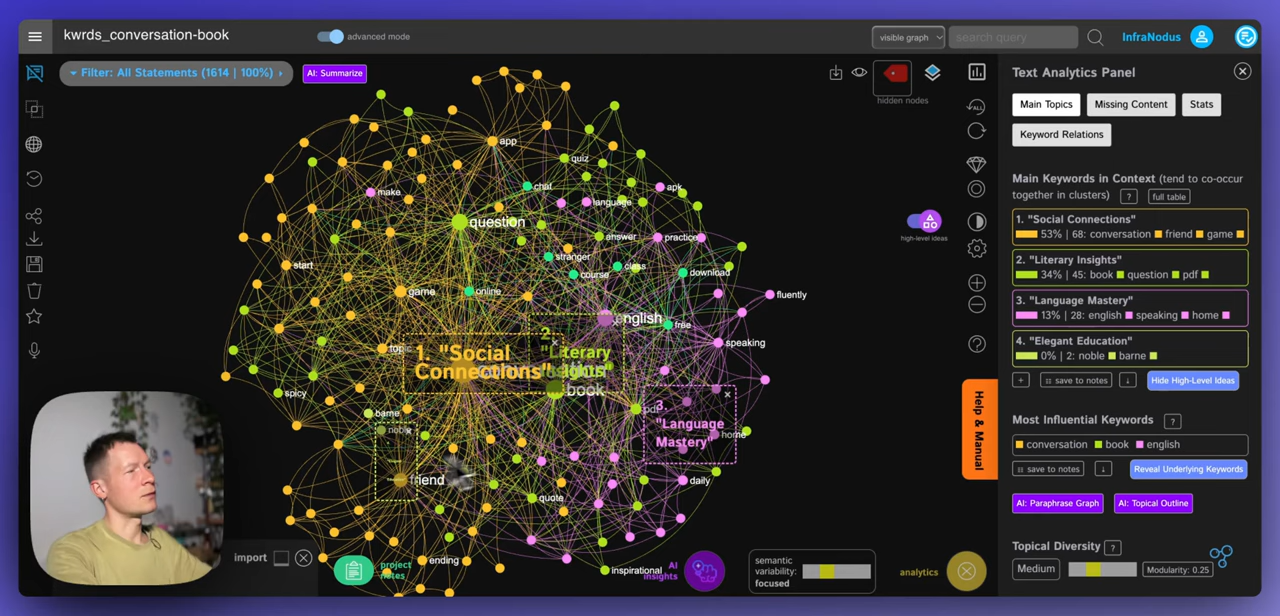 kwrds_conversation-book
advanced mode
visible graph
search query
InfraNodus
Filter: All Statements (1614 | 100%)
AI: Summarize
hidden nodes
Text Analytics Panel
Main Topics
Missing Content
Stats
Keyword Relations
Main Keywords in Context (tend to co-occur
together in clusters)
?
full table
1. "Social Connections"
53% | 68: conversation friend game
2. "Literary Insights"
34% | 45: book question pdf
3. "Language Mastery"
13% | 28: english speaking home
4. "Elegant Education"
0% | 2: noble barne
+
save to notes
↓
Hide High-Level Ideas
Most Influential Keywords
?
conversation book english
save to notes
↓
Reveal Underlying Keywords
AI: Paraphrase Graph
AI: Topical Outline
Topical Diversity
?
Medium
Modularity: 0.25
ALL
high-level ideas
Help & Manual
app
quiz
chat
make
language
apk
question
answer
practice
stranger
class
course
download
start
game
online
fluently
english
free
topic
speaking
1. "Social
Connections"
2.
"Literary
Insights"
book
spicy
pdf
3.
"Language
Mastery"
home
barne
noble
friend
daily
quote
ending
inspirational
import
project
notes
AI
insights
semantic
variability:
focused
analytics